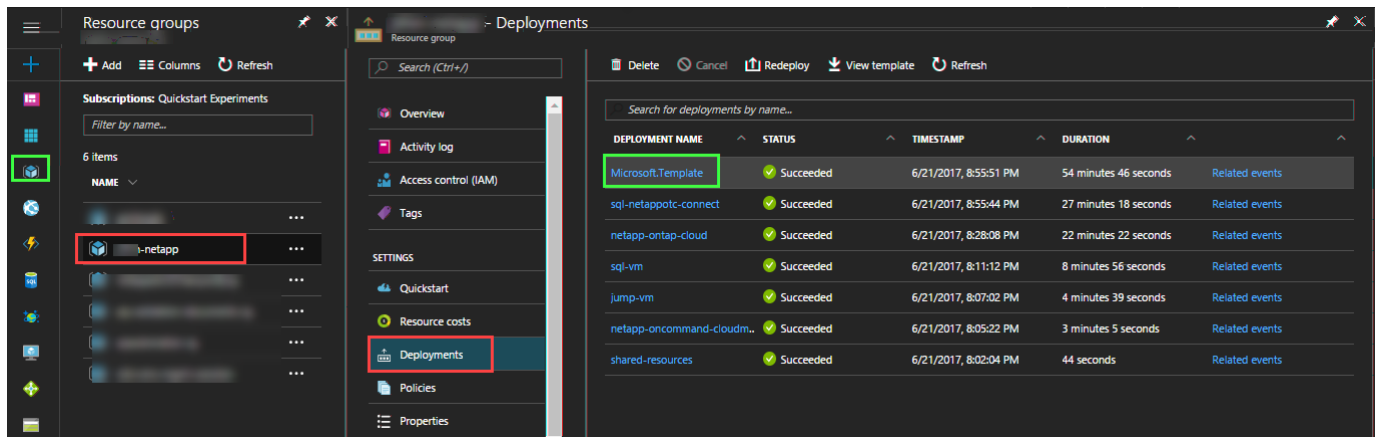 Resource groups
- Deployments
Resource group
Add Columns Refresh
Search (Ctrl+/)
Delete Cancel Redeploy View template Refresh
Subscriptions: Quickstart Experiments
Filter by name...
6 items
NAME
-netapp
Overview
Activity log
Access control (IAM)
Tags
SETTINGS
Quickstart
Resource costs
Deployments
Policies
Properties
Search for deployments by name...
DEPLOYMENT NAME STATUS TIMESTAMP DURATION
Microsoft.Template Succeeded 6/21/2017, 8:55:51 PM 54 minutes 46 seconds Related events
sql-netappotc-connect Succeeded 6/21/2017, 8:55:44 PM 27 minutes 18 seconds Related events
netapp-ontap-cloud Succeeded 6/21/2017, 8:28:08 PM 22 minutes 22 seconds Related events
sql-vm Succeeded 6/21/2017, 8:11:12 PM 8 minutes 56 seconds Related events
jump-vm Succeeded 6/21/2017, 8:07:02 PM 4 minutes 39 seconds Related events
netapp-oncommand-cloudm... Succeeded 6/21/2017, 8:05:22 PM 3 minutes 5 seconds Related events
shared-resources Succeeded 6/21/2017, 8:02:04 PM 44 seconds Related events